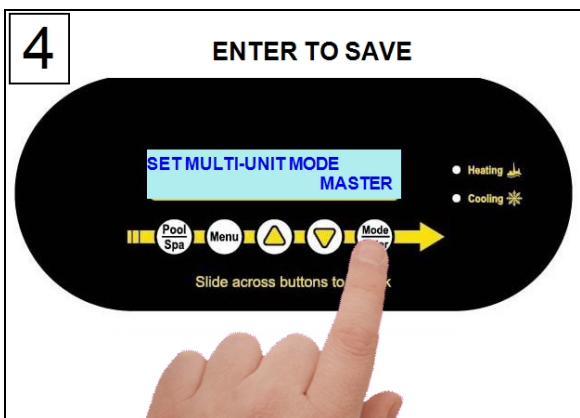 4
ENTER TO SAVE
SET MULTI-UNIT MODE
MASTER
Heating
Cooling
Pool
Spa
Menu
Mode
Slide across buttons to